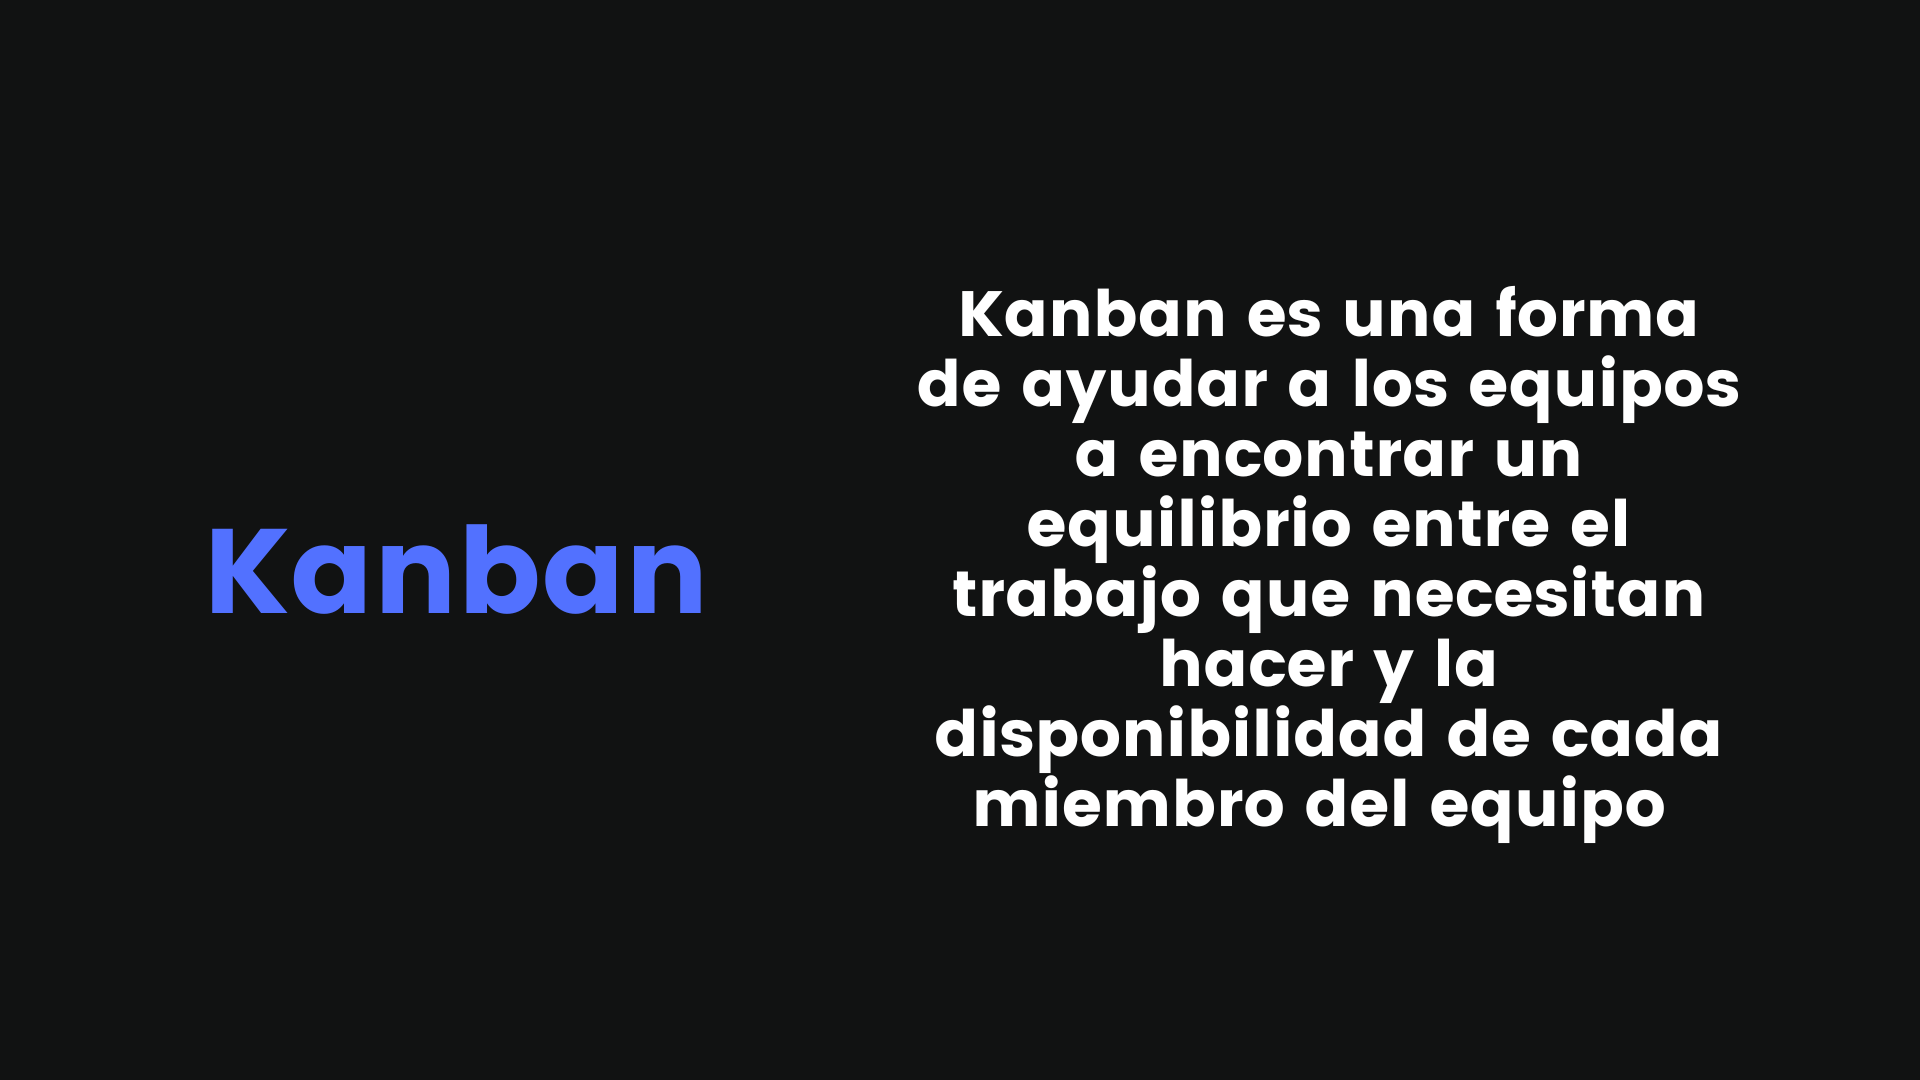 Kanban
Kanban es una forma
de ayudar a los equipos
a encontrar un
equilibrio entre el
trabajo que necesitan
hacer y la
disponibilidad de cada
miembro del equipo